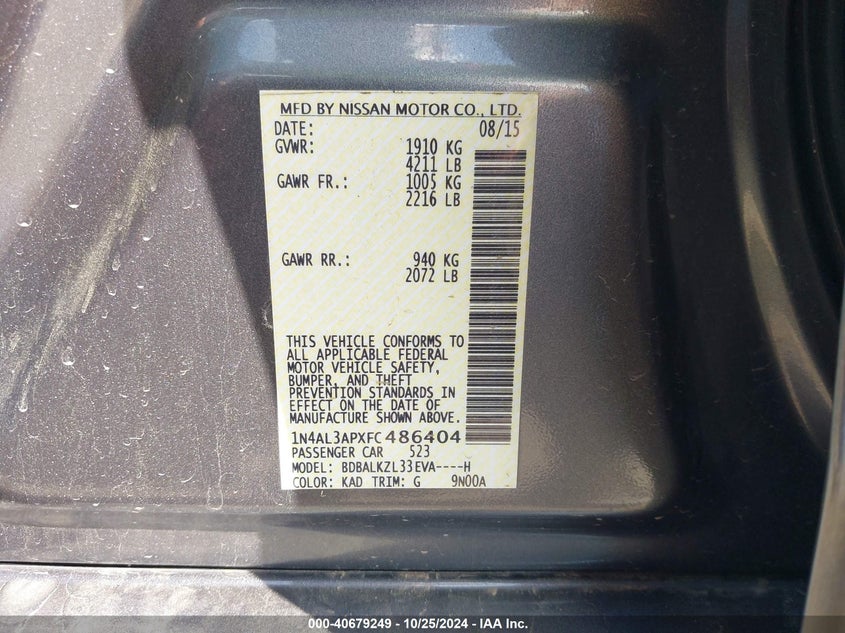 MFD BY NISSAN MOTOR CO., LTD.
DATE: 08/15
GVWR: 1910 KG
4211 LB
GAWR FR.: 1005 KG
2216 LB
GAWR RR.: 940 KG
2072 LB
THIS VEHICLE CONFORMS TO
ALL APPLICABLE FEDERAL
MOTOR VEHICLE SAFETY,
BUMPER, AND THEFT
PREVENTION STANDARDS IN
EFFECT ON THE DATE OF
MANUFACTURE SHOWN ABOVE.
1N4AL3APXFC486404
PASSENGER CAR 523
MODEL: BDBALKZL33EVA----H
COLOR: KAD TRIM: G 9N00A
000-40679249 - 10/25/2024 - IAA Inc.